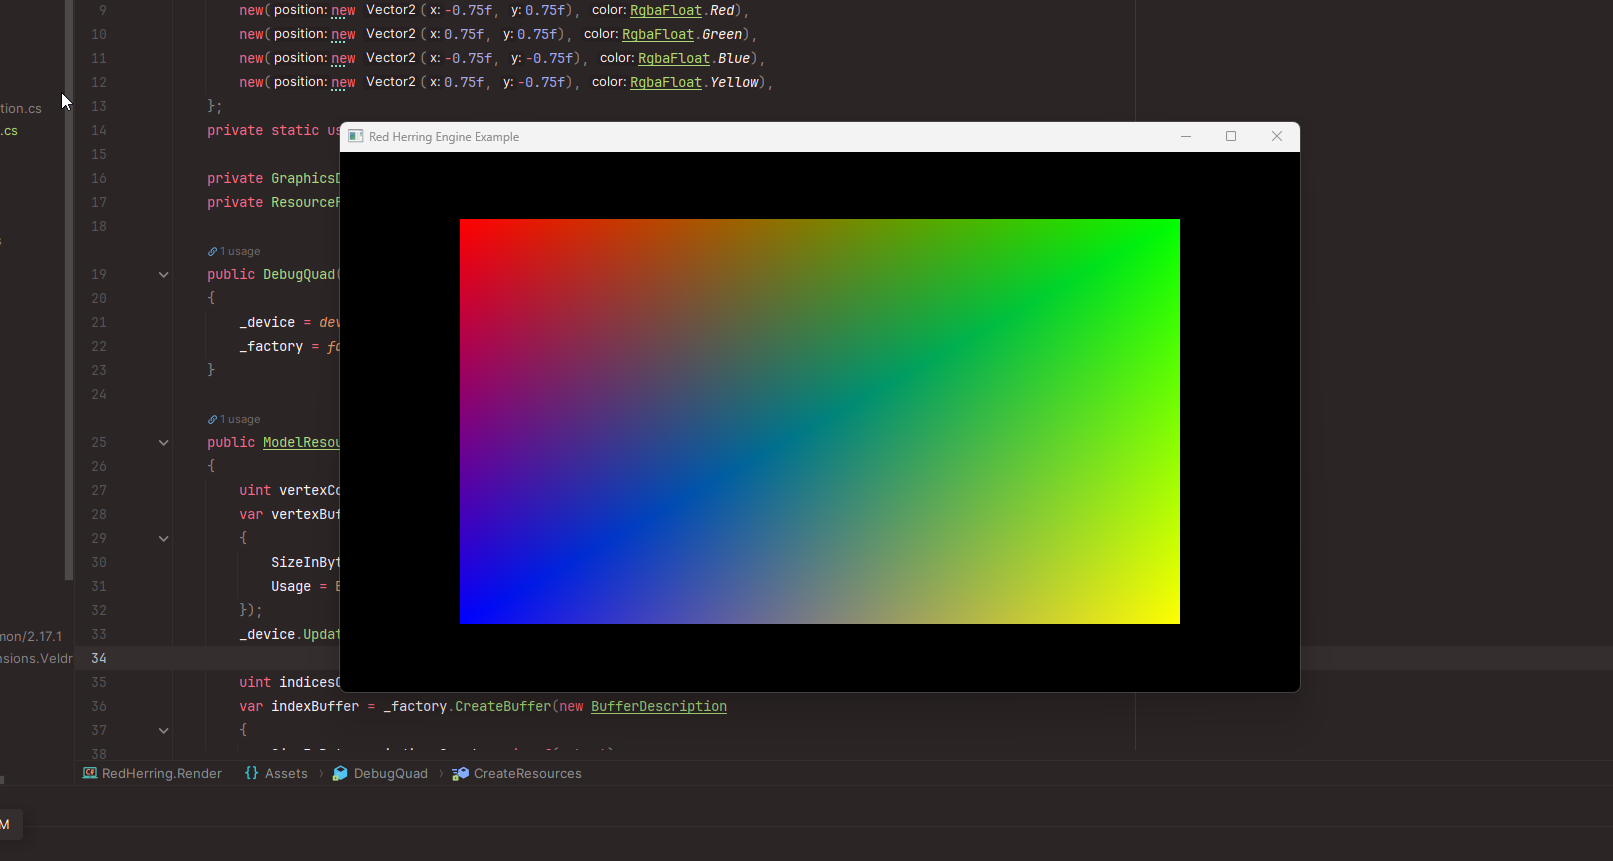 9 new(position: new Vector2(x: -0.75f, y: 0.75f), color: RgbaFloat.Red),
10 new(position: new Vector2(x: 0.75f, y: 0.75f), color: RgbaFloat.Green),
11 new(position: new Vector2(x: -0.75f, y: -0.75f), color: RgbaFloat.Blue),
12 new(position: new Vector2(x: 0.75f, y: -0.75f), color: RgbaFloat.Yellow),
tion.cs
13 };
.cs
14 private static us
Red Herring Engine Example
15
16 private GraphicsD
17 private ResourceF
18
1 usage
19 public DebugQuad(
20 {
21 _device = dev
22 _factory = fa
23 }
24
1 usage
25 public ModelResou
26 {
27 uint vertexCo
28 var vertexBuf
29 {
30 SizeInByt
31 Usage = B
32 });
mon/2.17.1
33 _device.Updat
nsions.Veldr
34
35 uint indicesC
36 var indexBuffer = _factory.CreateBuffer(new BufferDescription
37 {
38
RedHerring.Render {} Assets › DebugQuad › CreateResources
M